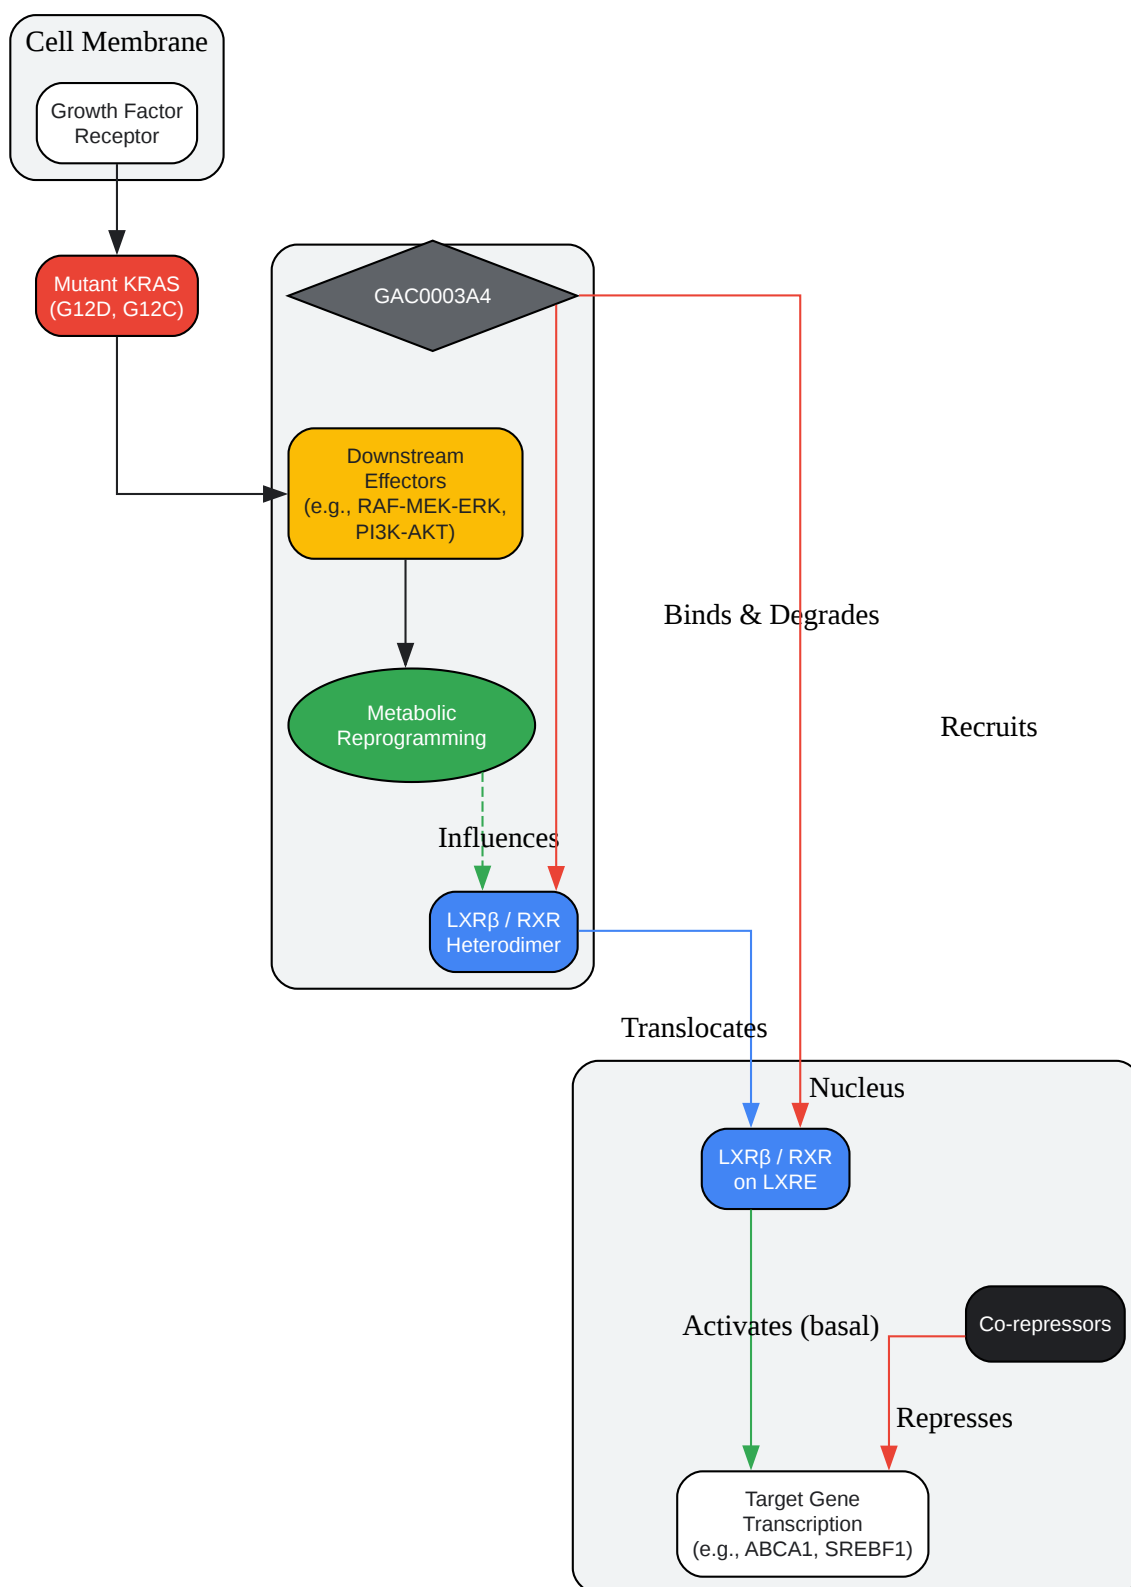 Cell Membrane
Growth Factor
Receptor
Mutant KRAS
(G12D, G12C)
GAC0003A4
Downstream
Effectors
(e.g., RAF-MEK-ERK,
PI3K-AKT)
Binds & Degrades
Metabolic
Reprogramming
Recruits
Influences
LXRβ / RXR
Heterodimer
Translocates
Nucleus
LXRβ / RXR
on LXRE
Activates (basal)
Co-repressors
Represses
Target Gene
Transcription
(e.g., ABCA1, SREBF1)